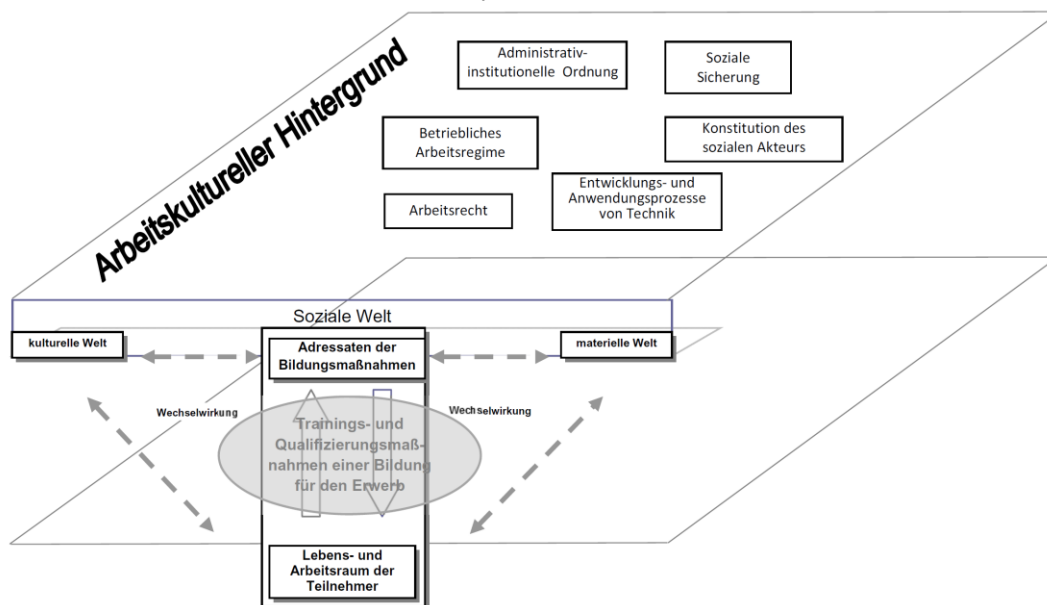 Arbeitskultureller Hintergrund
Administrativ-
institutionelle Ordnung
Soziale
Sicherung
Betriebliches
Arbeitsregime
Konstitution des
sozialen Akteurs
Arbeitsrecht
Entwicklungs- und
Anwendungsprozesse
von Technik
Soziale Welt
kulturelle Welt
Adressaten der
Bildungsmaßnahmen
materielle Welt
Wechselwirkung
Wechselwirkung
Trainings- und
Qualifizierungsmaß-
nahmen einer Bildung
für den Erwerb
Lebens- und
Arbeitsraum der
Teilnehmer